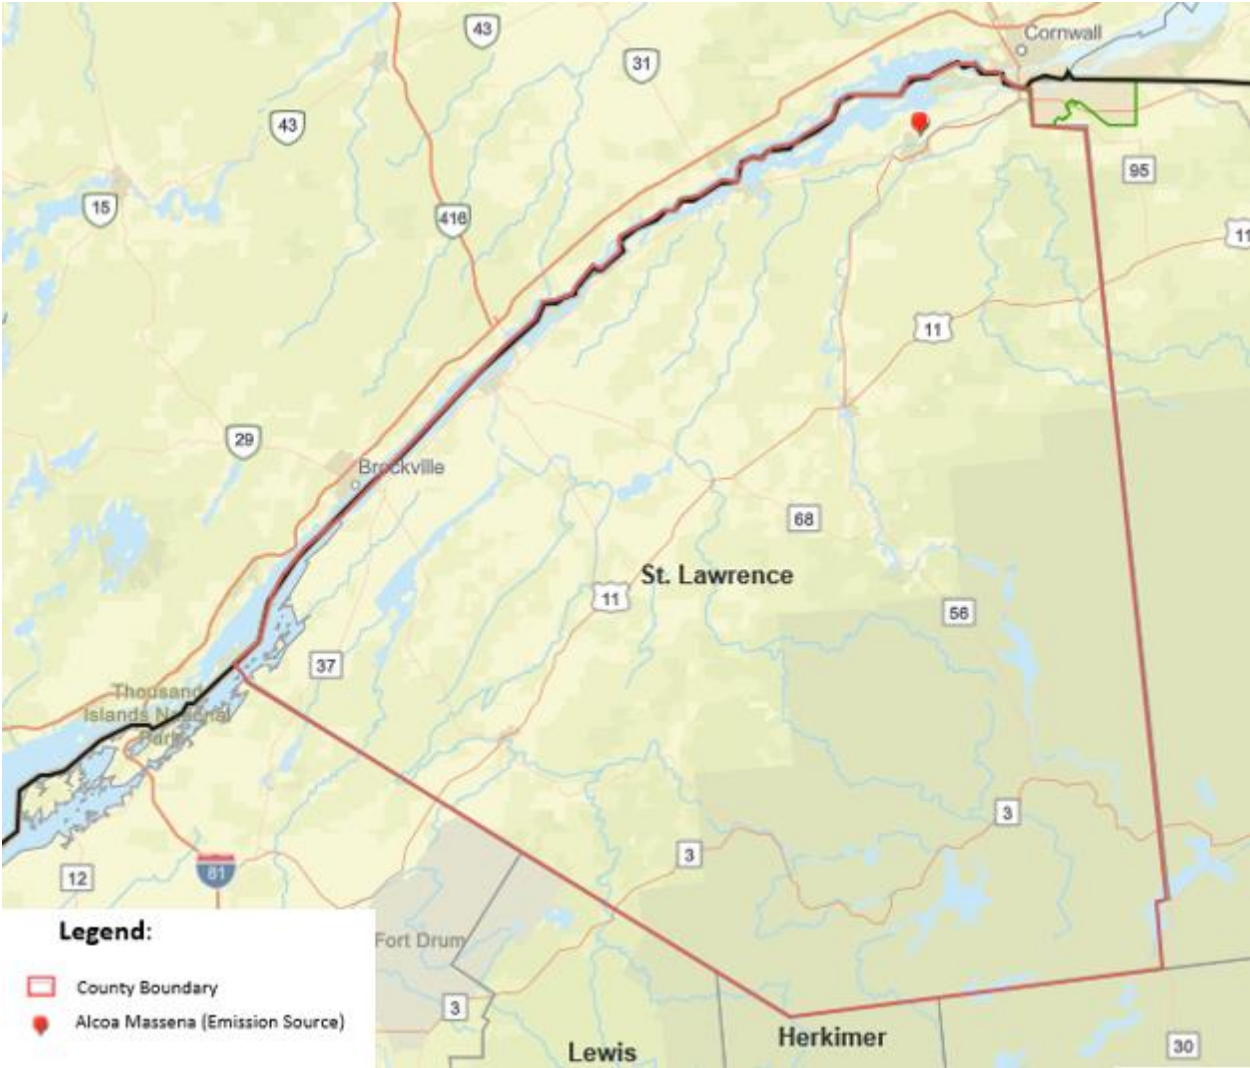 43
31
Cornwall
43
95
15
416
11
11
29
Brockville
68
St. Lawrence
11
56
37
Thousand
Islands National
Park
3
3
81
12
Legend:
Fort Drum
County Boundary
3
Alcoa Massena (Emission Source)
Herkimer
30
Lewis